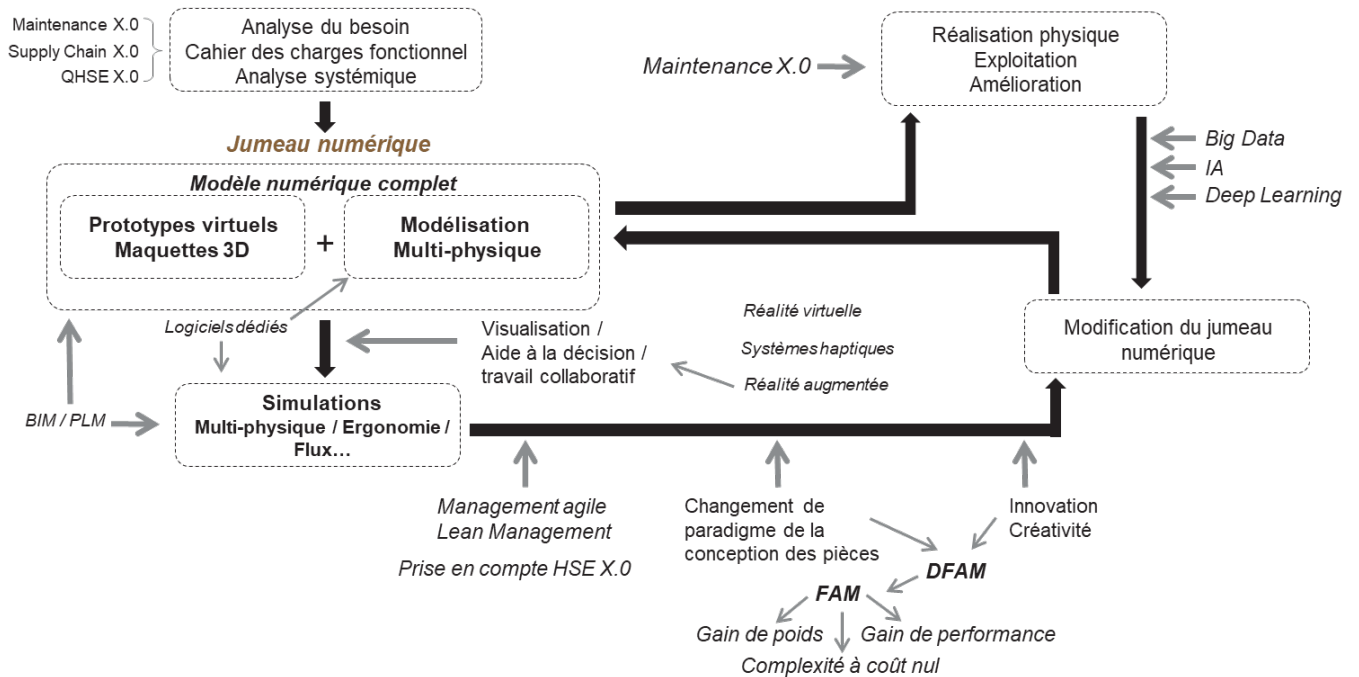 Maintenance X.0
Supply Chain X.0
QHSE X.0
Analyse du besoin
Cahier des charges fonctionnel
Analyse systémique
Réalisation physique
Exploitation
Amélioration
Maintenance X.0
Jumeau numérique
Big Data
IA
Deep Learning
Modèle numérique complet
Prototypes virtuels
Maquettes 3D
+
Modélisation
Multi-physique
Logiciels dédiés
Visualisation /
Aide à la décision /
travail collaboratif
Réalité virtuelle
Systèmes haptiques
Réalité augmentée
Modification du jumeau
numérique
BIM / PLM
Simulations
Multi-physique / Ergonomie /
Flux…
Management agile
Lean Management
Prise en compte HSE X.0
Changement de
paradigme de la
conception des pièces
Innovation
Créativité
DFAM
FAM
Gain de poids
Gain de performance
Complexité à coût nul